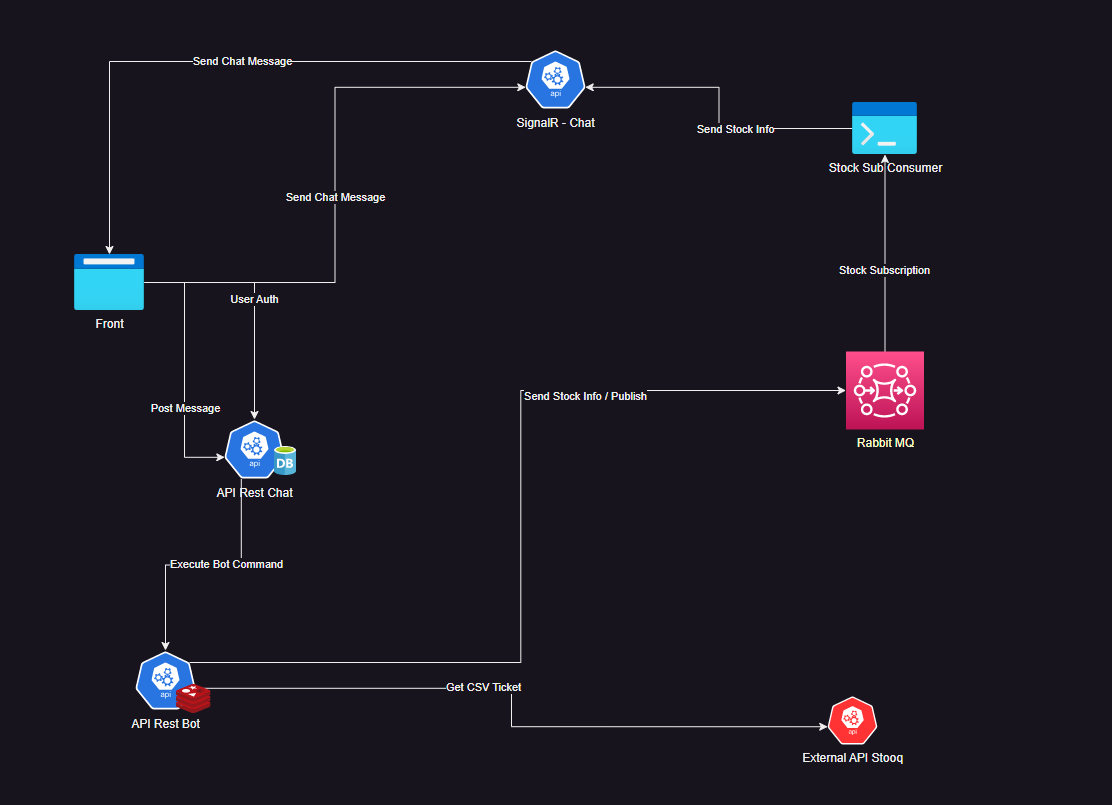 Send Chat Message
api
SignalR - Chat
Send Stock Info
Stock Sub Consumer
Send Chat Message
Stock Subscription
Front
User Auth
Post Message
Send Stock Info / Publish
api
DB
Rabbit MQ
API Rest Chat
Execute Bot Command
api
Get CSV Ticket
API Rest Bot
api
External API Stooq